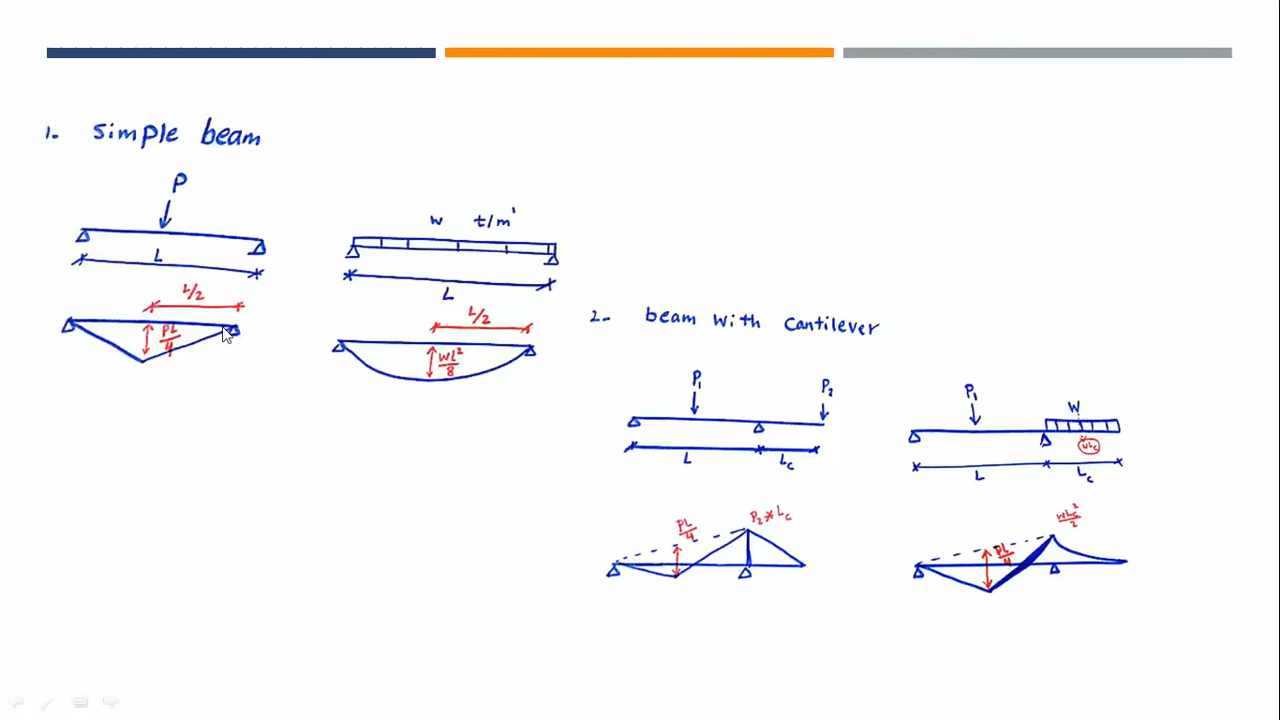 1. Simple beam
P
L
L/2
PL/4
w t/m'
L
L/2
WL²/8
2. beam with Cantilever
P₁
P₂
L
Lc
PL/4
P₂*Lc
P₁
W
WLc
L
Lc
PL/4
WLc²/2